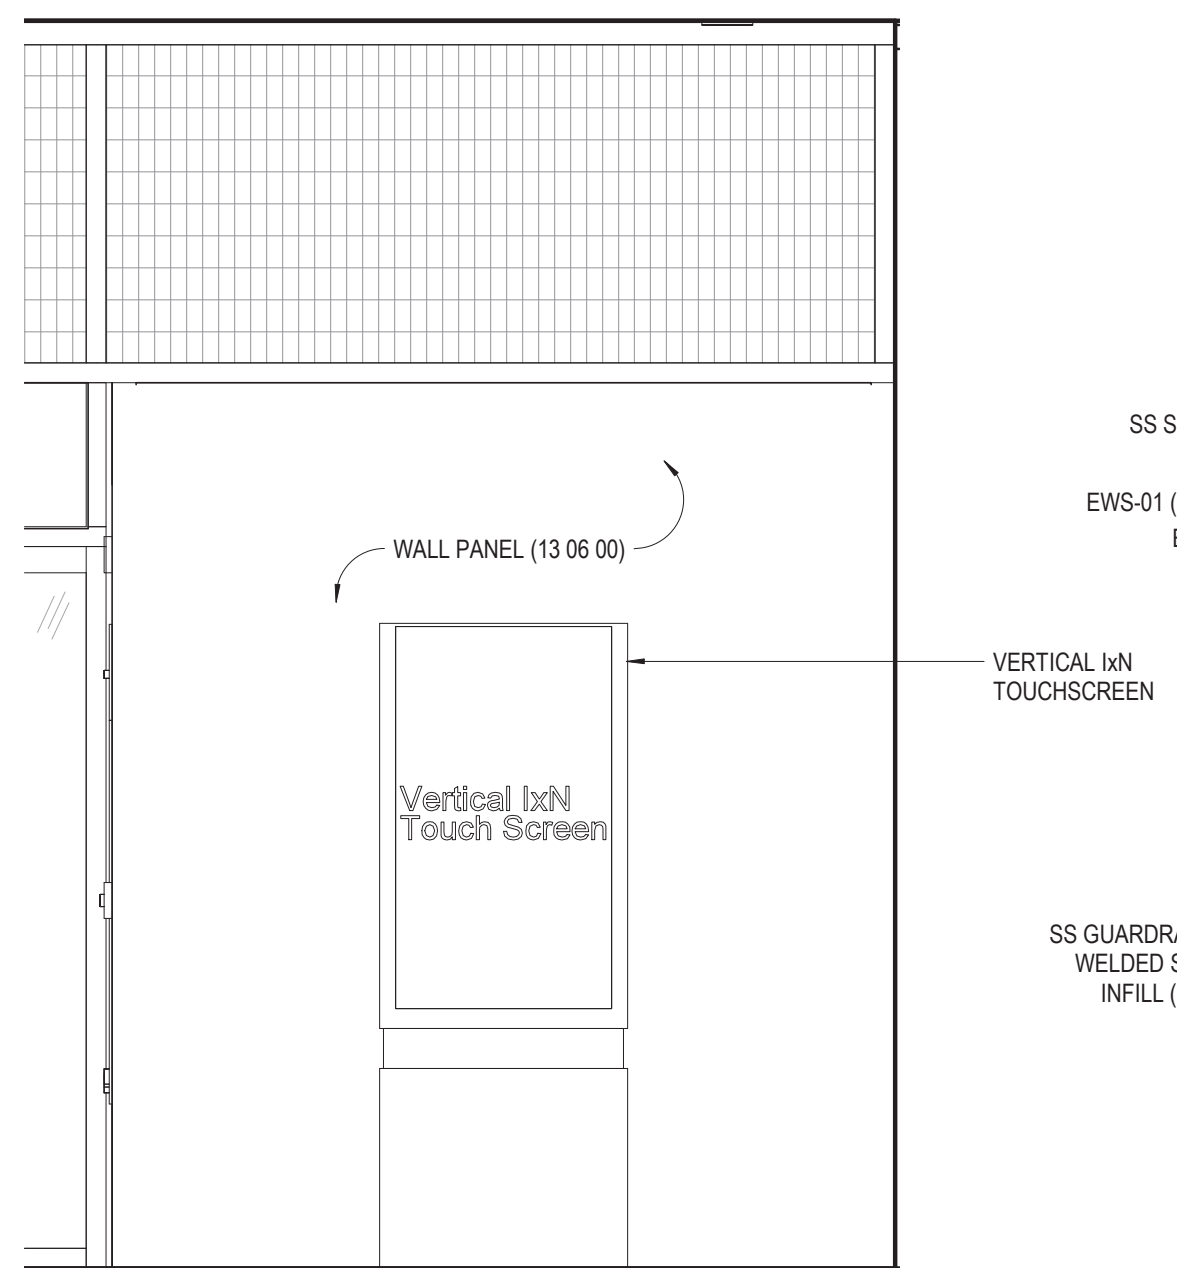 SS S
EWS-01 (
WALL PANEL (13 06 00)
VERTICAL IxN
TOUCHSCREEN
Vertical IxN
Touch Screen
SS GUARDRA
WELDED S
INFILL (